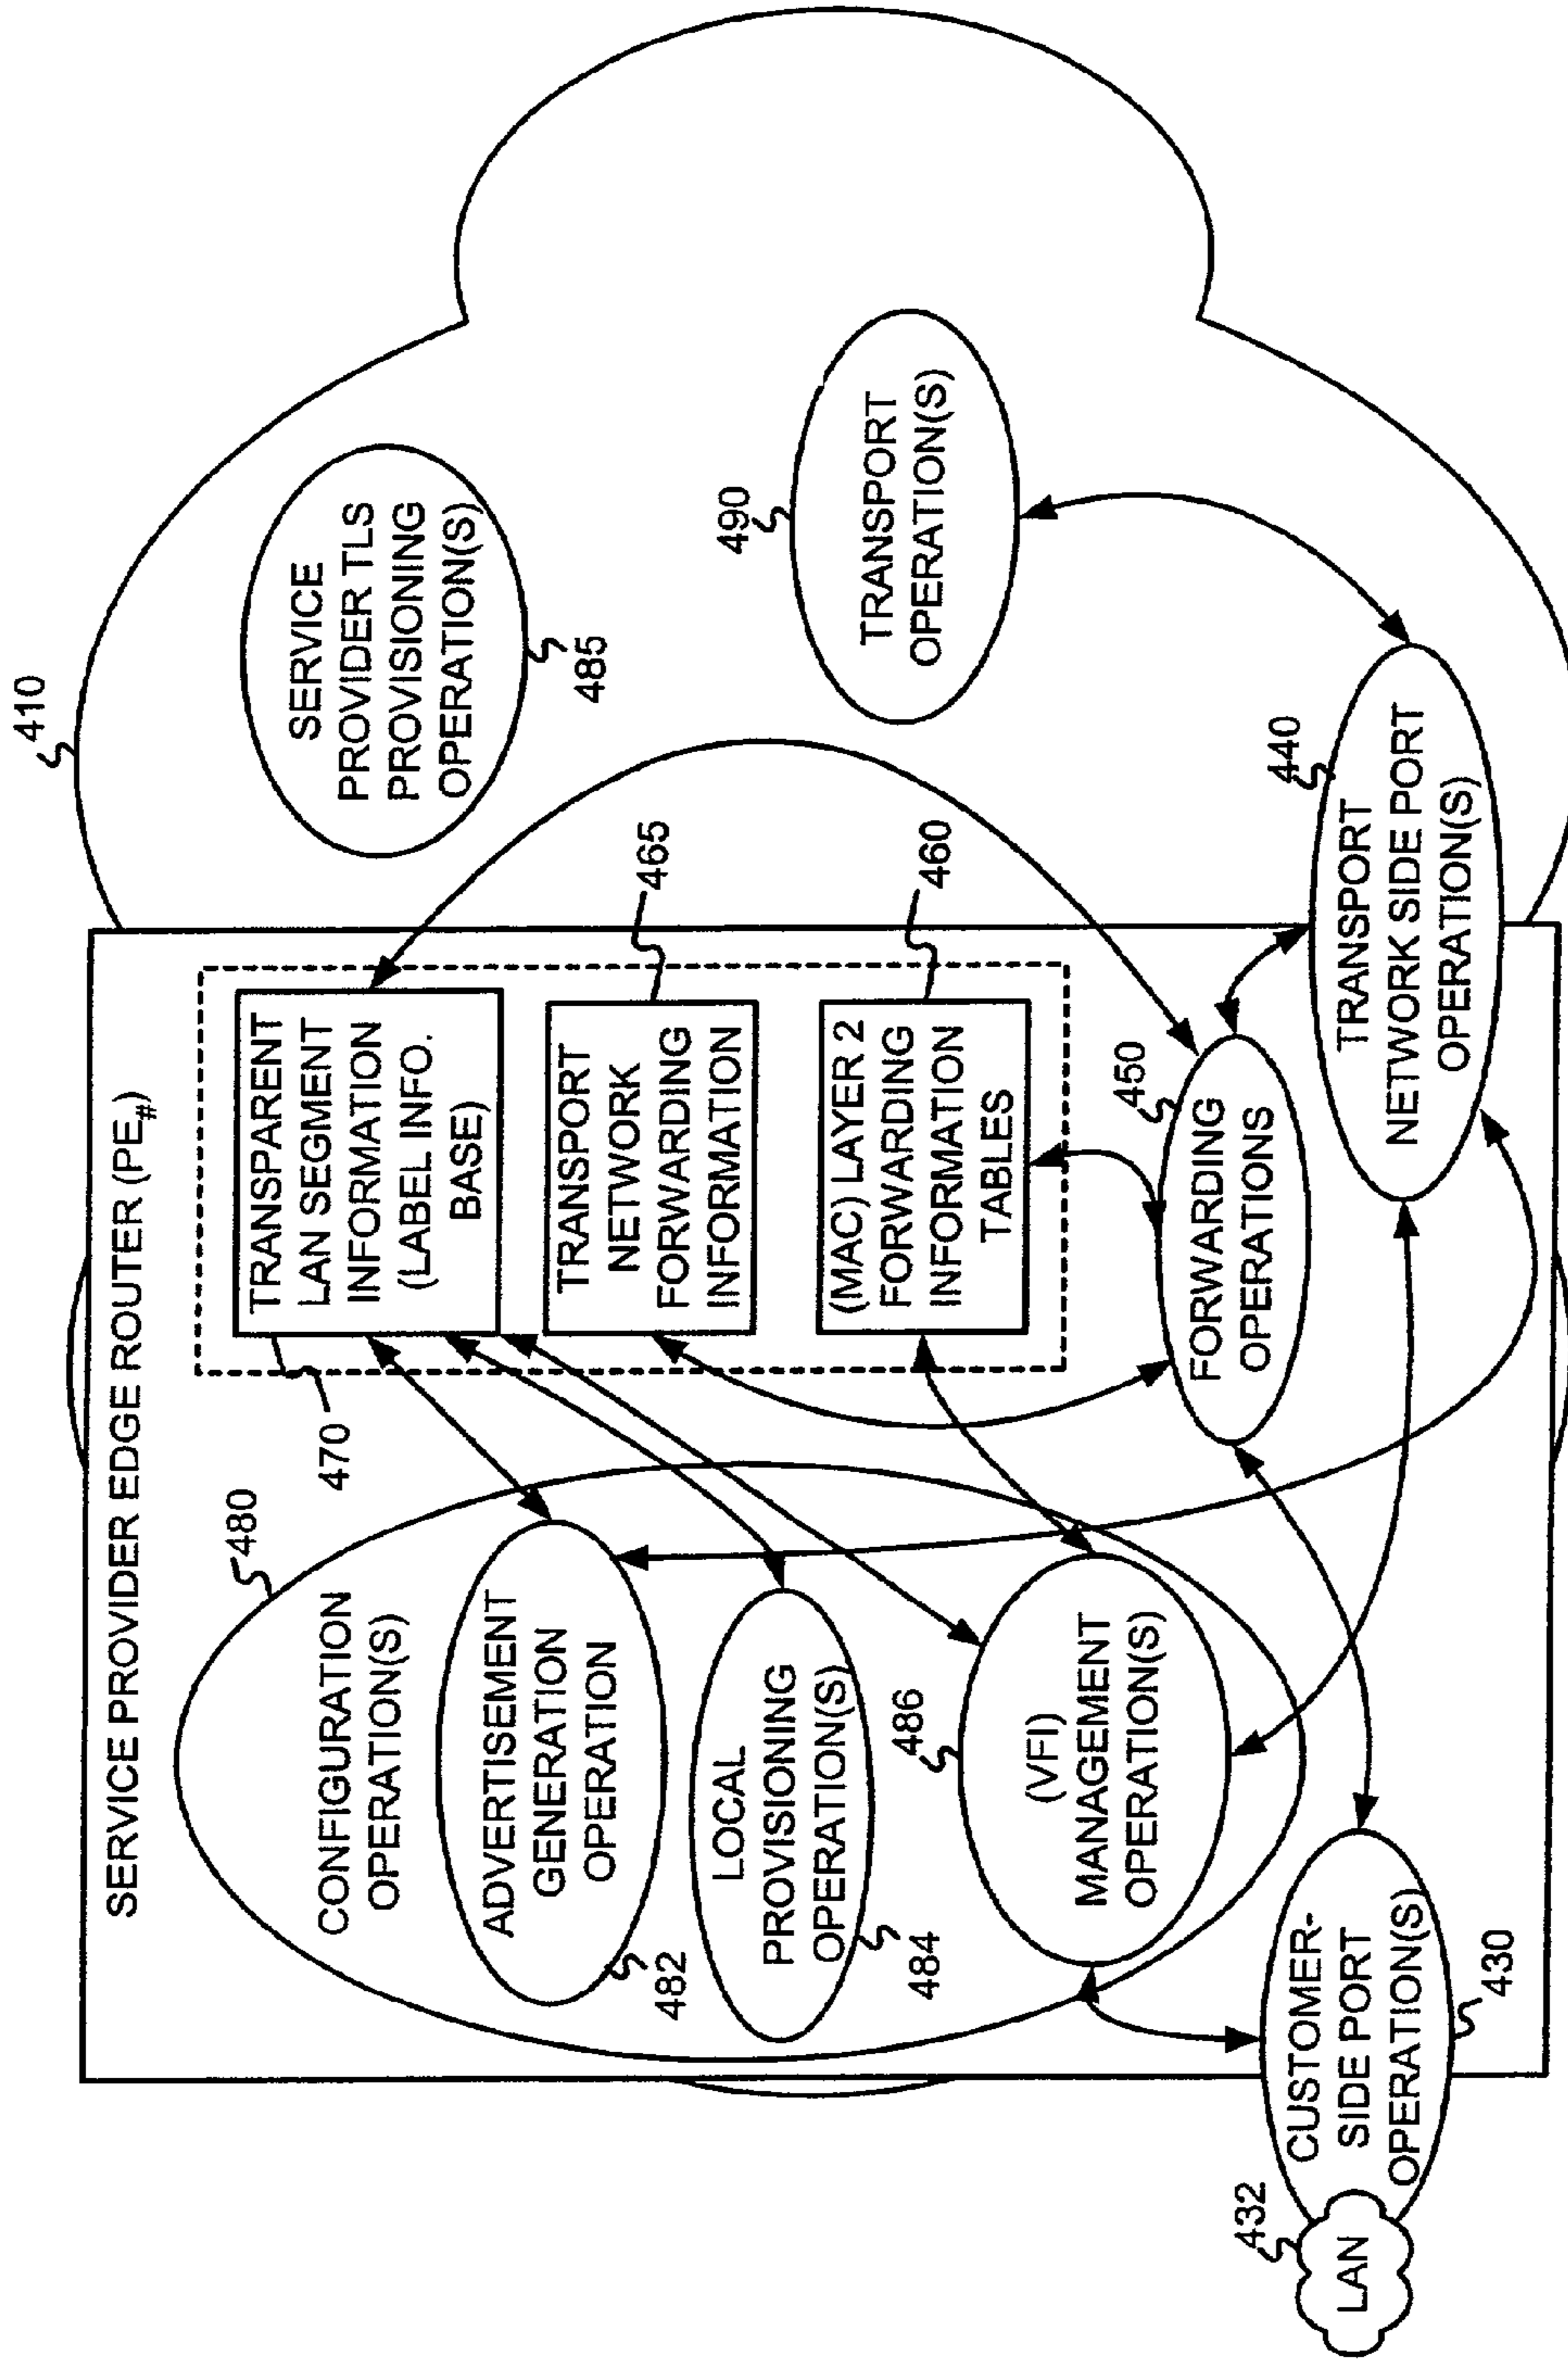 410
SERVICE PROVIDER EDGE ROUTER (PE#)
480
CONFIGURATION
OPERATION(S)
ADVERTISEMENT
GENERATION
OPERATION
482
LOCAL
PROVISIONING
OPERATION(S)
484
486
(VFI)
MANAGEMENT
OPERATION(S)
432
LAN
CUSTOMER-
SIDE PORT
OPERATION(S)
430
470
TRANSPARENT
LAN SEGMENT
INFORMATION
(LABEL INFO.
BASE)
TRANSPORT
NETWORK
FORWARDING
INFORMATION
465
(MAC) LAYER 2
FORWARDING
INFORMATION
TABLES
460
450
FORWARDING
OPERATIONS
440
TRANSPORT
NETWORK SIDE PORT
OPERATION(S)
SERVICE
PROVIDER TLS
PROVISIONING
OPERATION(S)
485
490
TRANSPORT
OPERATION(S)